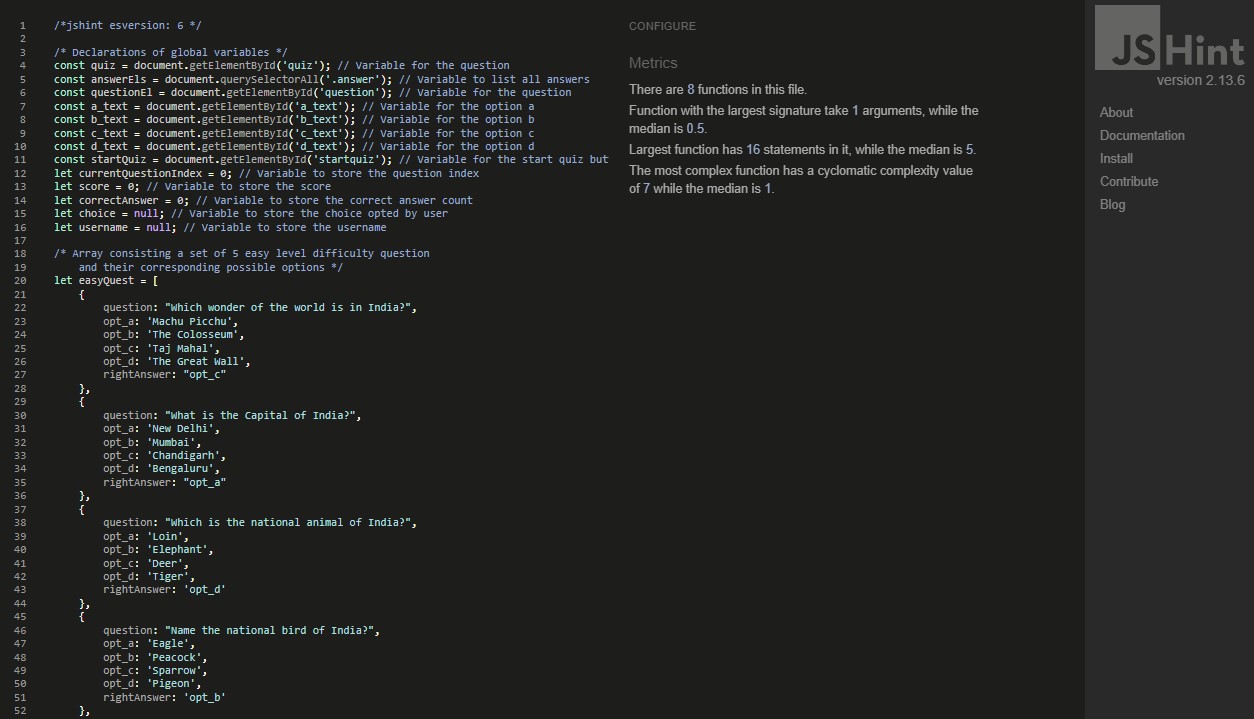 1 /*jshint esversion: 6 */
2
3 /* Declarations of global variables */
4 const quiz = document.getElementById('quiz'); // Variable for the question
5 const answerEls = document.querySelectorAll('.answer'); // Variable to list all answers
6 const questionEl = document.getElementById('question'); // Variable for the question
7 const a_text = document.getElementById('a_text'); // Variable for the option a
8 const b_text = document.getElementById('b_text'); // Variable for the option b
9 const c_text = document.getElementById('c_text'); // Variable for the option c
10 const d_text = document.getElementById('d_text'); // Variable for the option d
11 const startQuiz = document.getElementById('startquiz'); // Variable for the start quiz but
12 let currentQuestionIndex = 0; // Variable to store the question index
13 let score = 0; // Variable to store the score
14 let correctAnswer = 0; // Variable to store the correct answer count
15 let choice = null; // Variable to store the choice opted by user
16 let username = null; // Variable to store the username
17
18 /* Array consisting a set of 5 easy level difficulty question
19 and their corresponding possible options */
20 let easyQuest = [
21 {
22 question: "Which wonder of the world is in India?",
23 opt_a: 'Machu Picchu',
24 opt_b: 'The Colosseum',
25 opt_c: 'Taj Mahal',
26 opt_d: 'The Great Wall',
27 rightAnswer: "opt_c"
28 },
29 {
30 question: "What is the Capital of India?",
31 opt_a: 'New Delhi',
32 opt_b: 'Mumbai',
33 opt_c: 'Chandigarh',
34 opt_d: 'Bengaluru',
35 rightAnswer: "opt_a"
36 },
37 {
38 question: "Which is the national animal of India?",
39 opt_a: 'Loin',
40 opt_b: 'Elephant',
41 opt_c: 'Deer',
42 opt_d: 'Tiger',
43 rightAnswer: 'opt_d'
44 },
45 {
46 question: "Name the national bird of India?",
47 opt_a: 'Eagle',
48 opt_b: 'Peacock',
49 opt_c: 'Sparrow',
50 opt_d: 'Pigeon',
51 rightAnswer: 'opt_b'
52 },
CONFIGURE
Metrics
There are 8 functions in this file.
Function with the largest signature take 1 arguments, while the
median is 0.5.
Largest function has 16 statements in it, while the median is 5.
The most complex function has a cyclomatic complexity value
of 7 while the median is 1.
JSHint
version 2.13.6
About
Documentation
Install
Contribute
Blog